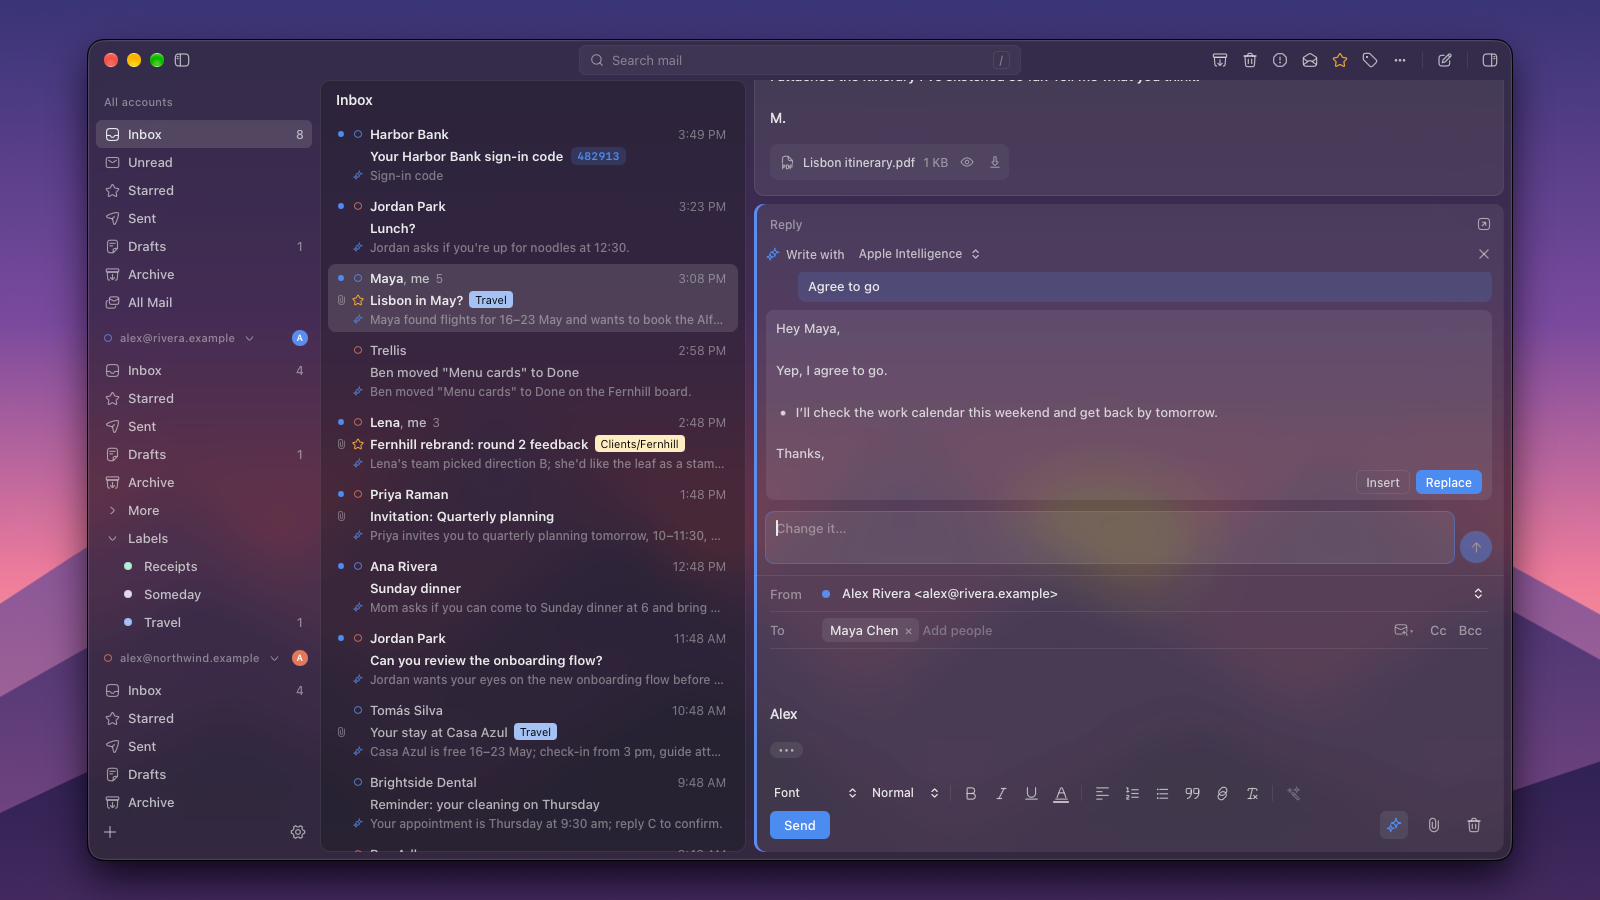 Search mail
/
All accounts
Inbox 8
Unread
Starred
Sent
Drafts 1
Archive
All Mail
alex@rivera.example A
Inbox 4
Starred
Sent
Drafts 1
Archive
More
Labels
Receipts
Someday
Travel 1
alex@northwind.example A
Inbox 4
Starred
Sent
Drafts
Archive
Inbox
Harbor Bank 3:49 PM
Your Harbor Bank sign-in code 482913
Sign-in code
Jordan Park 3:23 PM
Lunch?
Jordan asks if you're up for noodles at 12:30.
Maya, me 5 3:08 PM
Lisbon in May? Travel
Maya found flights for 16–23 May and wants to book the Alf...
Trellis 2:58 PM
Ben moved "Menu cards" to Done
Ben moved "Menu cards" to Done on the Fernhill board.
Lena, me 3 2:48 PM
Fernhill rebrand: round 2 feedback Clients/Fernhill
Lena's team picked direction B; she'd like the leaf as a stam...
Priya Raman 1:48 PM
Invitation: Quarterly planning
Priya invites you to quarterly planning tomorrow, 10–11:30, ...
Ana Rivera 12:48 PM
Sunday dinner
Mom asks if you can come to Sunday dinner at 6 and bring ...
Jordan Park 11:48 AM
Can you review the onboarding flow?
Jordan wants your eyes on the new onboarding flow before ...
Tomás Silva 10:48 AM
Your stay at Casa Azul Travel
Casa Azul is free 16–23 May; check-in from 3 pm, guide att...
Brightside Dental 9:48 AM
Reminder: your cleaning on Thursday
Your appointment is Thursday at 9:30 am; reply C to confirm.
M.
PDF Lisbon itinerary.pdf 1 KB
Reply
Write with Apple Intelligence
Agree to go
Hey Maya,
Yep, I agree to go.
• I'll check the work calendar this weekend and get back by tomorrow.
Thanks,
Insert Replace
Change it...
From Alex Rivera <alex@rivera.example>
To Maya Chen × Add people Cc Bcc
Alex
...
Font Normal B I U A
Send